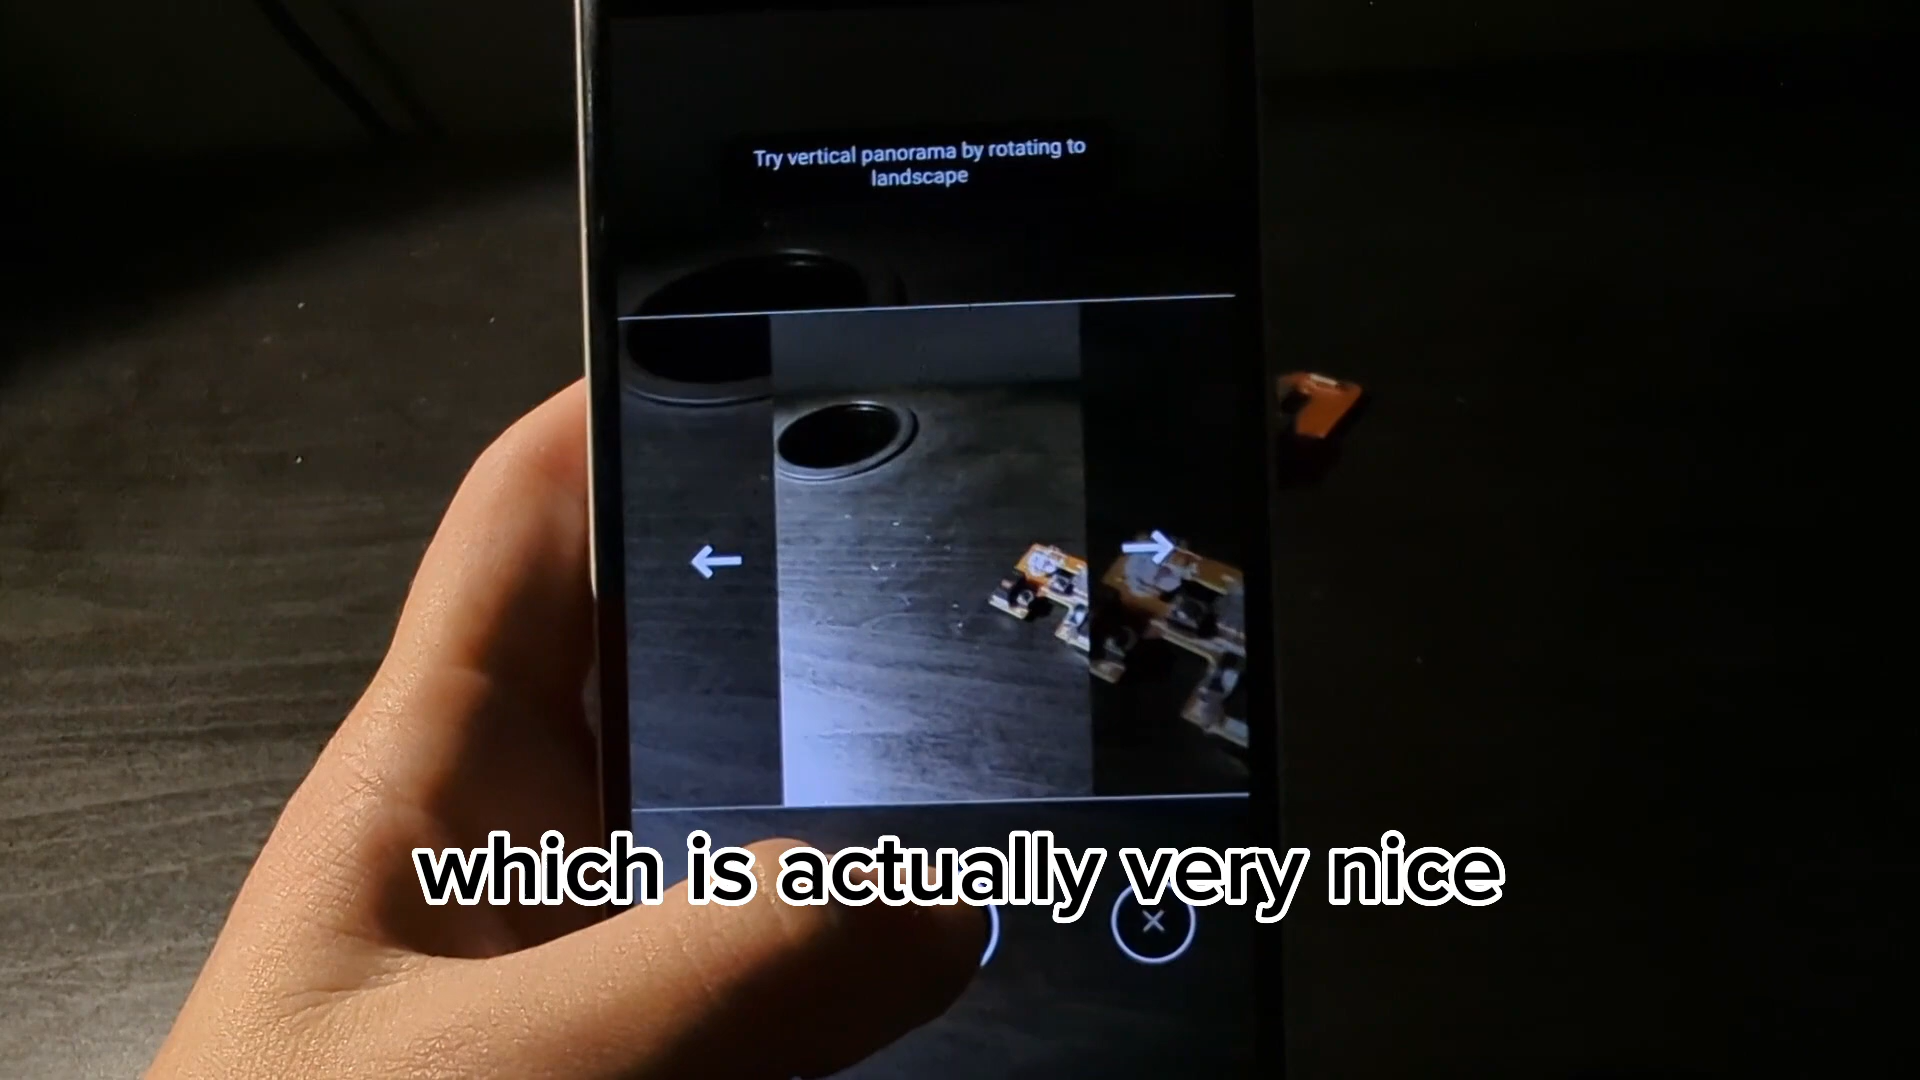 Try vertical panorama by rotating to
landscape
which is actually very nice